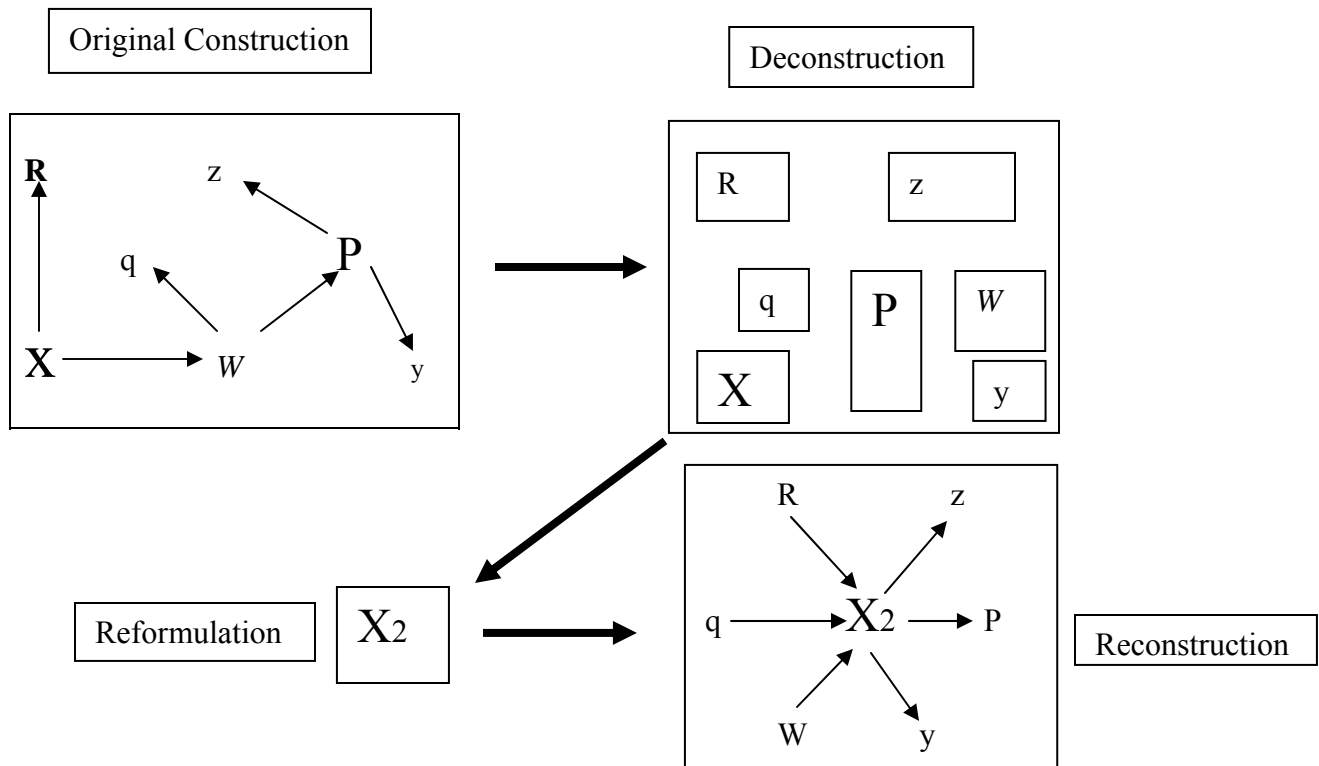 Original Construction
Deconstruction
R
z
P
q
X
W
y
R
z
q
P
W
X
y
Reformulation
X2
R
z
q
X2
P
W
y
Reconstruction